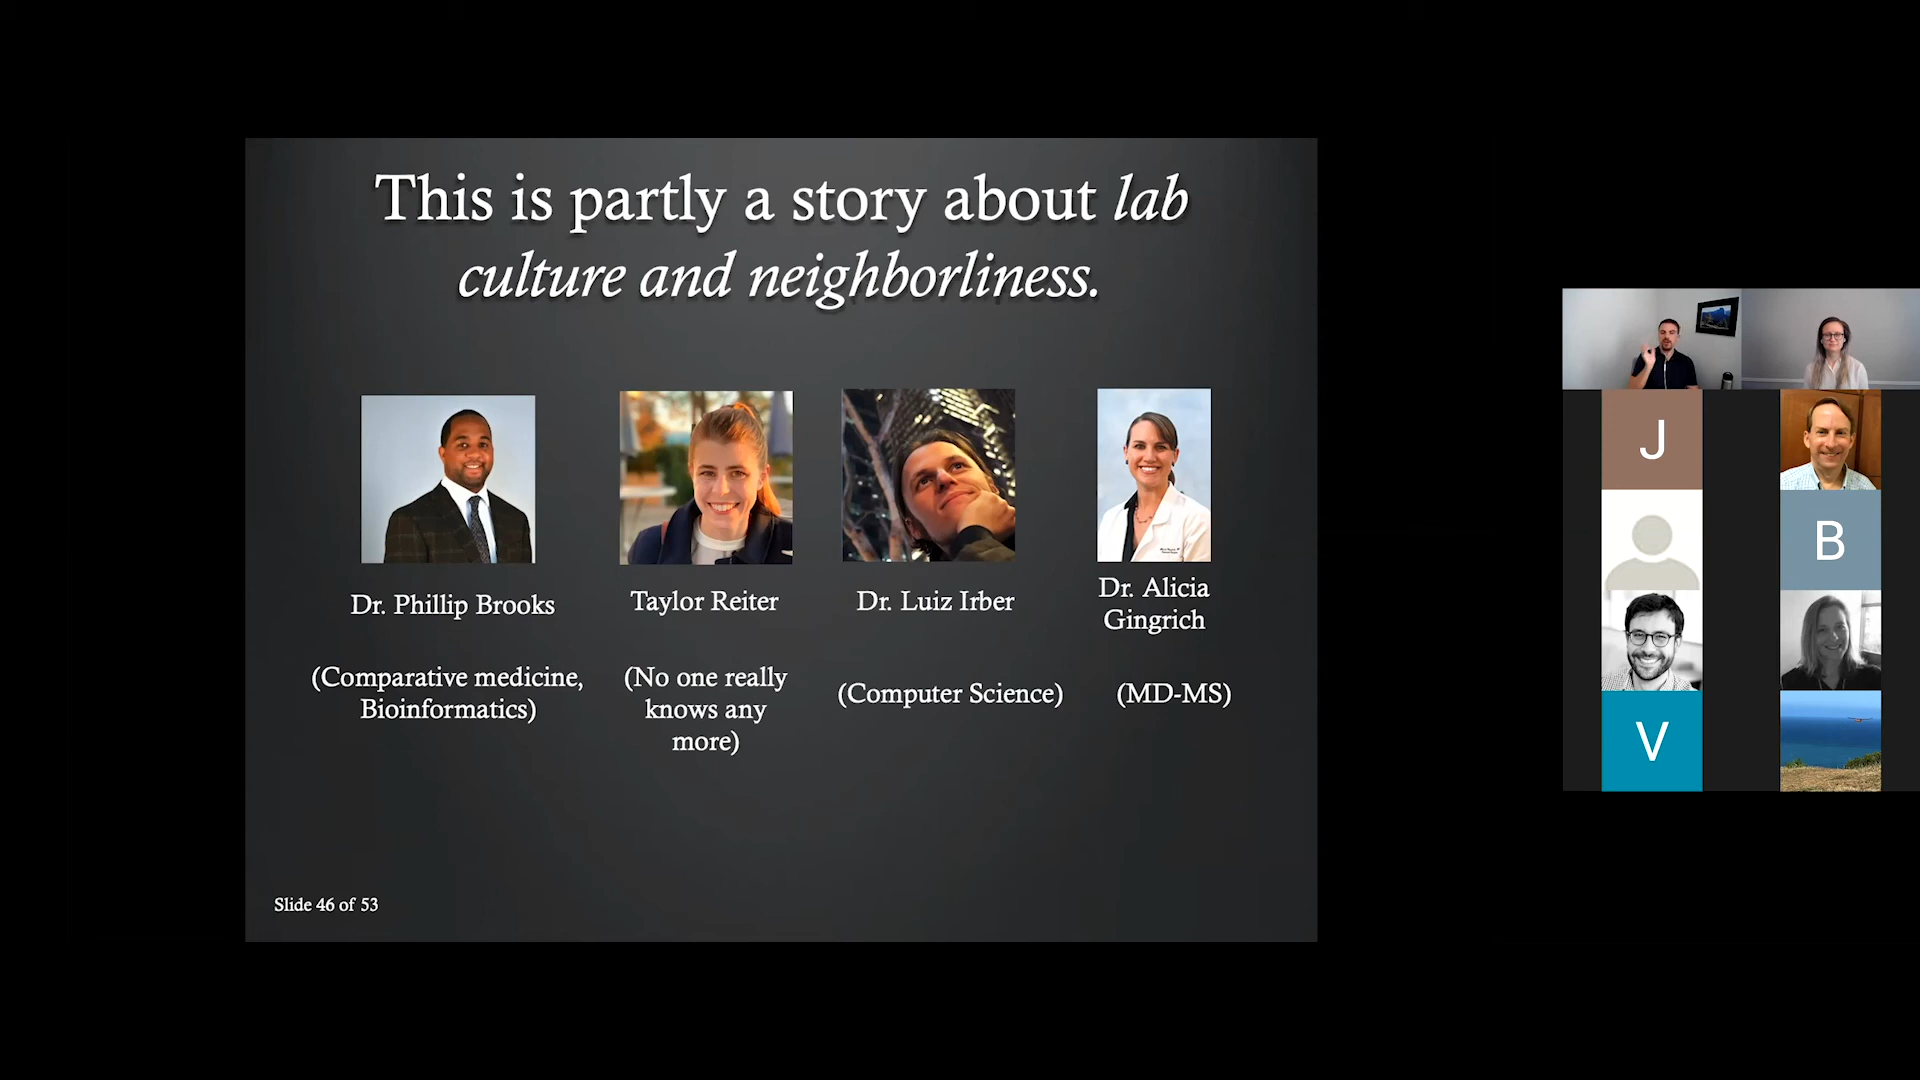 This is partly a story about lab
culture and neighborliness.
Dr. Phillip Brooks
(Comparative medicine,
Bioinformatics)
Taylor Reiter
(No one really
knows any
more)
Dr. Luiz Irber
(Computer Science)
Dr. Alicia
Gingrich
(MD-MS)
Slide 46 of 53
J
B
V